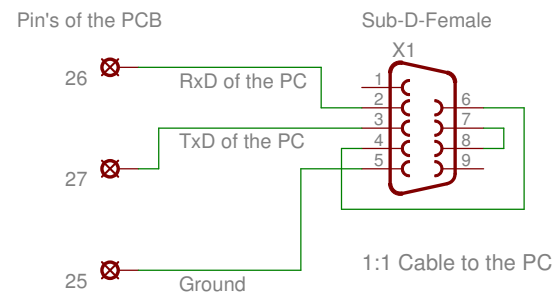 Pin's of the PCB
Sub-D-Female
X1
26
RxD of the PC
1
2
3
4
5
6
7
8
9
TxD of the PC
27
1:1 Cable to the PC
25
Ground